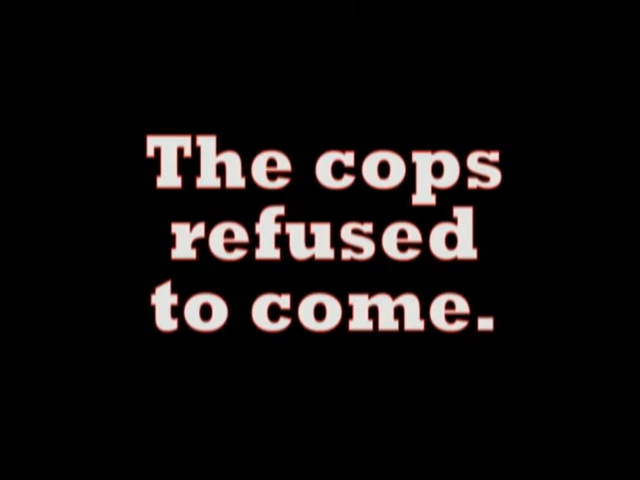 The cops
refused
to come.